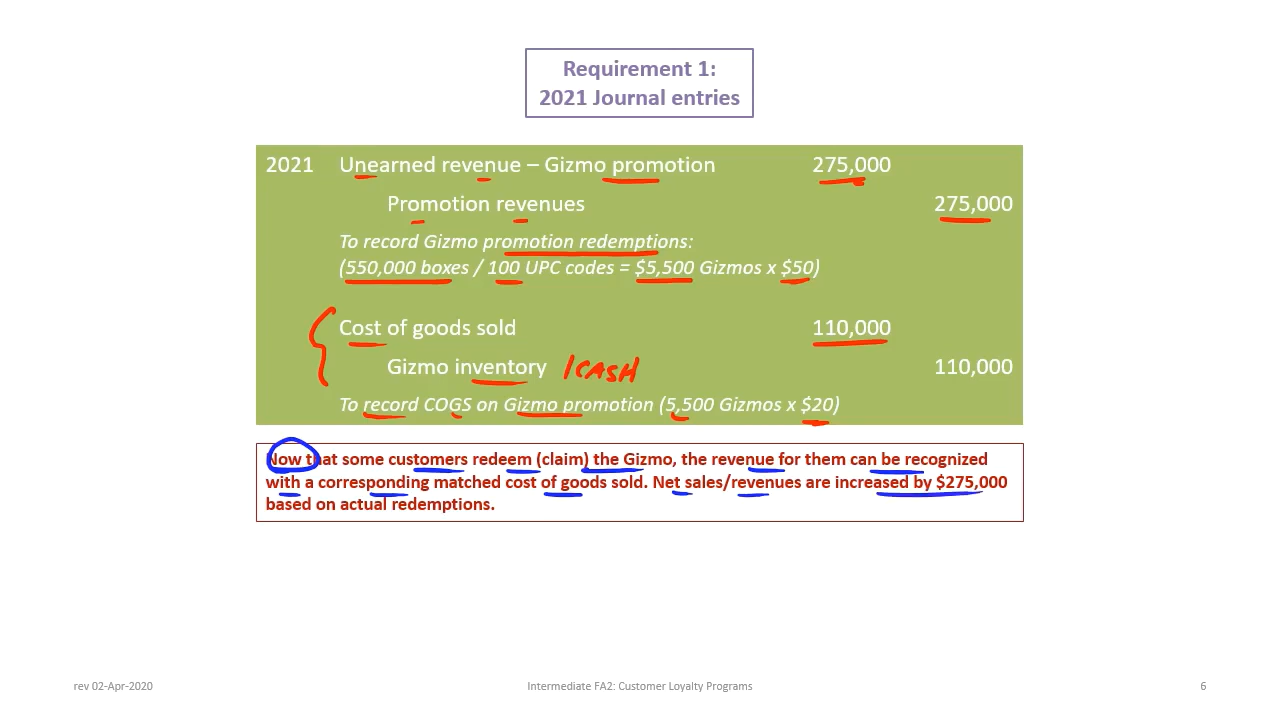 Requirement 1:
2021 Journal entries
2021 Unearned revenue – Gizmo promotion 275,000
Promotion revenues 275,000
To record Gizmo promotion redemptions:
(550,000 boxes / 100 UPC codes = $5,500 Gizmos x $50)
Cost of goods sold 110,000
Gizmo inventory /CASH 110,000
To record COGS on Gizmo promotion (5,500 Gizmos x $20)
Now that some customers redeem (claim) the Gizmo, the revenue for them can be recognized
with a corresponding matched cost of goods sold. Net sales/revenues are increased by $275,000
based on actual redemptions.
rev 02-Apr-2020 Intermediate FA2: Customer Loyalty Programs 6